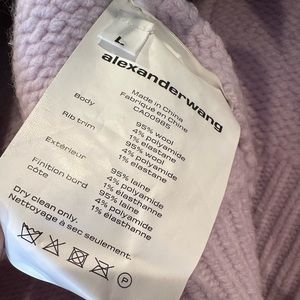 L
alexanderwang
Made in China
Fabriqué en Chine
CA00985
Body
95% wool
4% polyamide
1% elastane
Rib trim
95% wool
4% polyamide
1% elastane
Extérieur
95% laine
4% polyamide
1% élasthanne
Finition bord
côte
95% laine
4% polyamide
1% élasthanne
Dry clean only.
Nettoyage à sec seulement.
P